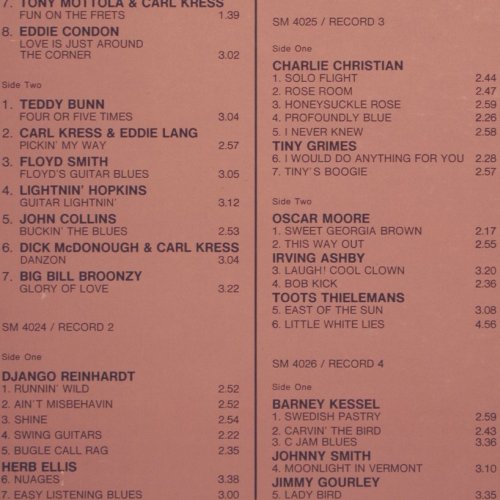 7. TONY MOTTOLA & CARL KRESS
FUN ON THE FRETS 1.39
8. EDDIE CONDON
LOVE IS JUST AROUND
THE CORNER 3.02
Side Two
1. TEDDY BUNN
FOUR OR FIVE TIMES 3.04
2. CARL KRESS & EDDIE LANG
PICKIN' MY WAY 2.57
3. FLOYD SMITH
FLOYD'S GUITAR BLUES 3.05
4. LIGHTNIN' HOPKINS
GUITAR LIGHTNIN' 3.12
5. JOHN COLLINS
BUCKIN' THE BLUES 2.53
6. DICK McDONOUGH & CARL KRESS
DANZON 3.04
7. BIG BILL BROONZY
GLORY OF LOVE 3.22
SM 4024 / RECORD 2
Side One
DJANGO REINHARDT
1. RUNNIN' WILD 2.52
2. AIN'T MISBEHAVIN 2.52
3. SHINE 2.54
4. SWING GUITARS 2.22
5. BUGLE CALL RAG 2.35
HERB ELLIS
6. NUAGES 3.38
7. EASY LISTENING BLUES 3.00
SM 4025 / RECORD 3
Side One
CHARLIE CHRISTIAN
1. SOLO FLIGHT 2.44
2. ROSE ROOM 2.47
3. HONEYSUCKLE ROSE 2.59
4. PROFOUNDLY BLUE 2.26
5. I NEVER KNEW 2.58
TINY GRIMES
6. I WOULD DO ANYTHING FOR YOU 2.28
7. TINY'S BOOGIE 2.57
Side Two
OSCAR MOORE
1. SWEET GEORGIA BROWN 2.17
2. THIS WAY OUT 2.55
IRVING ASHBY
3. LAUGH! COOL CLOWN 3.20
4. BOB KICK 2.36
TOOTS THIELEMANS
5. EAST OF THE SUN 3.08
6. LITTLE WHITE LIES 4.56
SM 4026 / RECORD 4
Side One
BARNEY KESSEL
1. SWEDISH PASTRY 2.59
2. CARVIN' THE BIRD 2.43
3. C JAM BLUES 3.36
JOHNNY SMITH
4. MOONLIGHT IN VERMONT 3.10
JIMMY GOURLEY
5. LADY BIRD 3.35